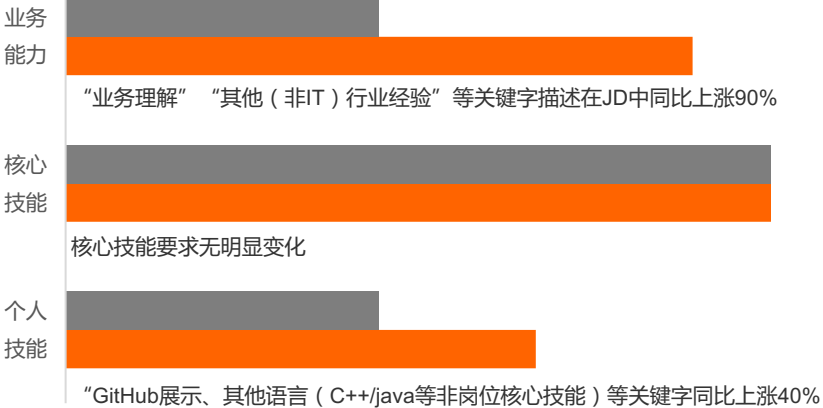 业务
能力
“业务理解” “其他（非IT）行业经验”等关键字描述在JD中同比上涨90%
核心
技能
核心技能要求无明显变化
个人
技能
“GitHub展示、其他语言（C++/java等非岗位核心技能）等关键字同比上涨40%